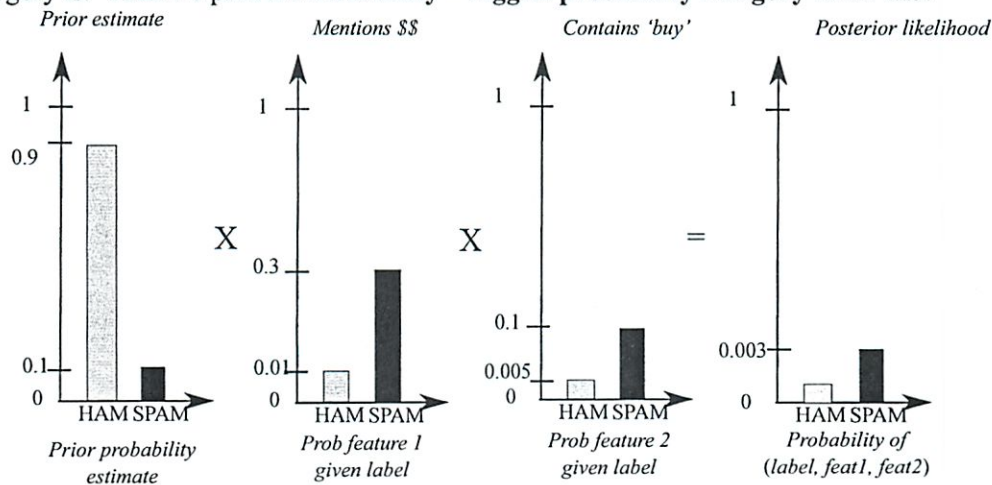 Prior estimate
Mentions $$
Contains 'buy'
Posterior likelihood
1
0.9
0.1
0
HAM SPAM
Prior probability
estimate
X
1
0.3
0.01
0
HAM SPAM
Prob feature 1
given label
X
1
0.1
0.005
0
HAM SPAM
Prob feature 2
given label
=
1
0.003
0
HAM SPAM
Probability of
(label, feat1, feat2)